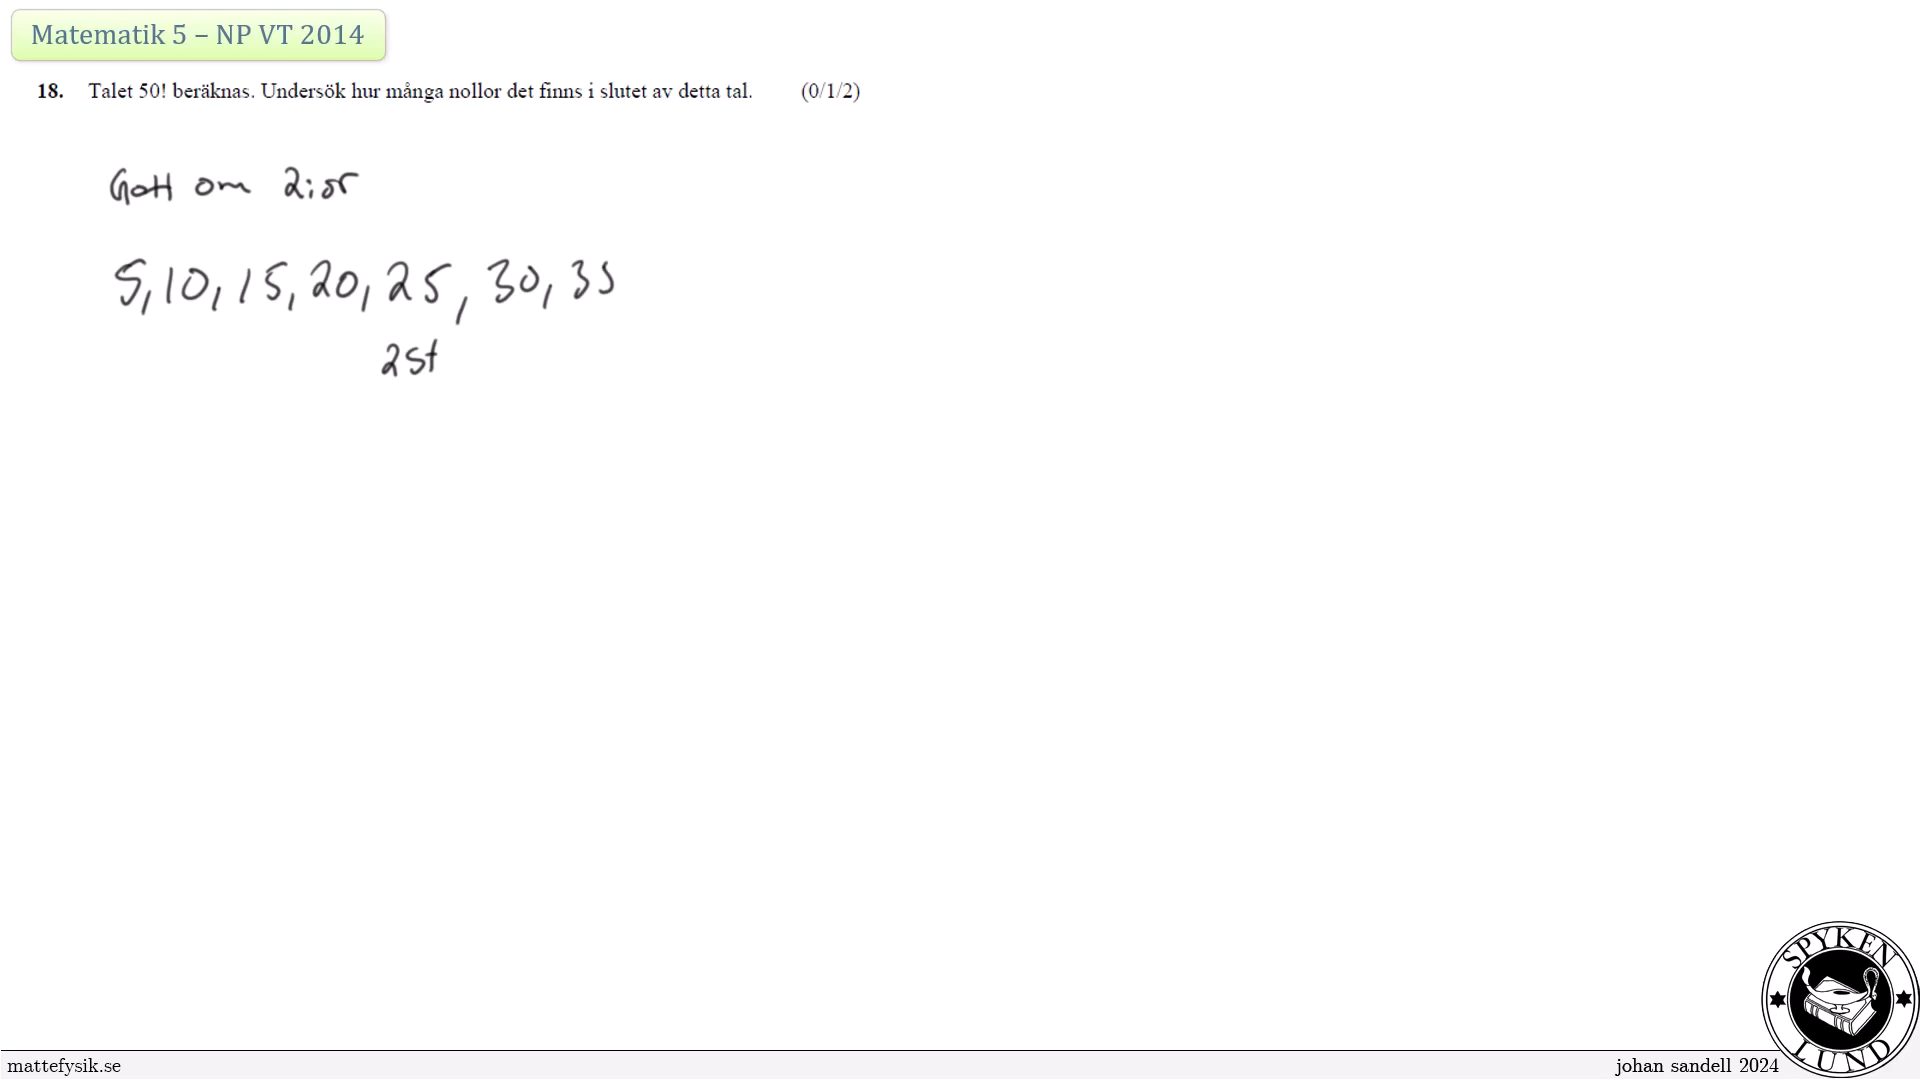 Matematik 5 – NP VT 2014
18. Talet 50! beräknas. Undersök hur många nollor det finns i slutet av detta tal. (0/1/2)
Gott om 2:or
5, 10, 15, 20, 25, 30, 35
2st
SPYKEN
LUND
mattefysik.se
johan sandell 2024